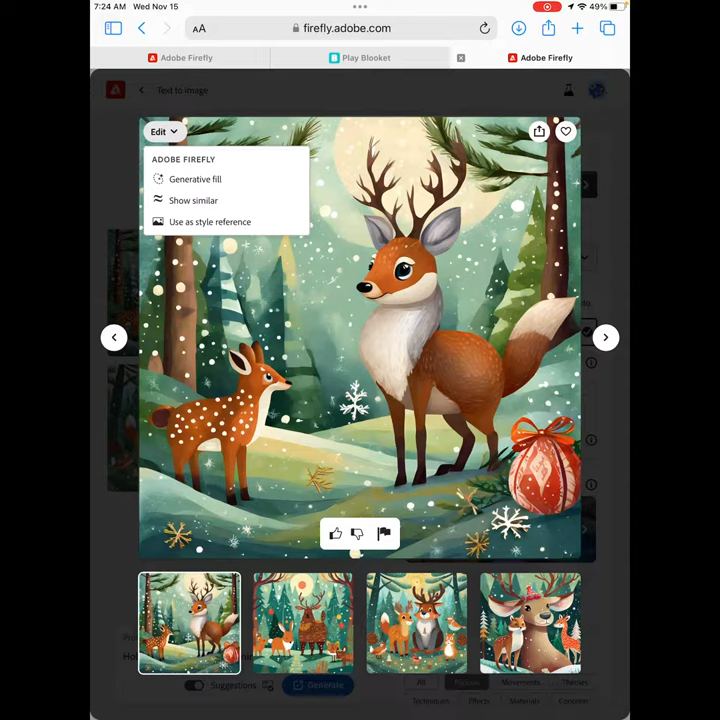 7:24 AM Wed Nov 15
49%
AA
firefly.adobe.com
Adobe Firefly
Play Blooket
Adobe Firefly
Text to image
Edit
ADOBE FIREFLY
Generative fill
Show similar
Use as style reference
Suggestions
Generate
All
Movements
Themes
Techniques
Effects
Materials
Concepts